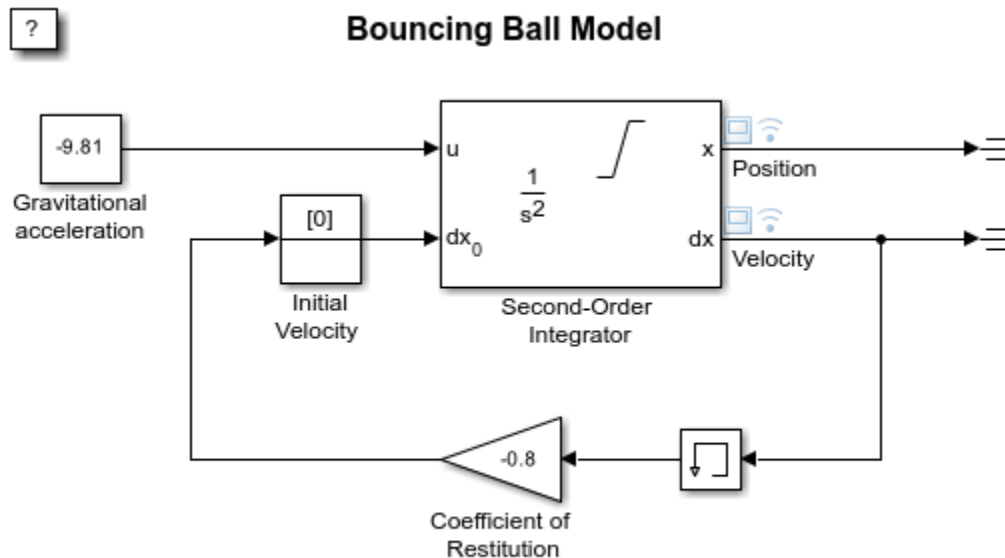 ?
Bouncing Ball Model
-9.81
Gravitational
acceleration
[0]
Initial
Velocity
u
dx0
1
s2
x
dx
Second-Order
Integrator
Position
Velocity
-0.8
Coefficient of
Restitution